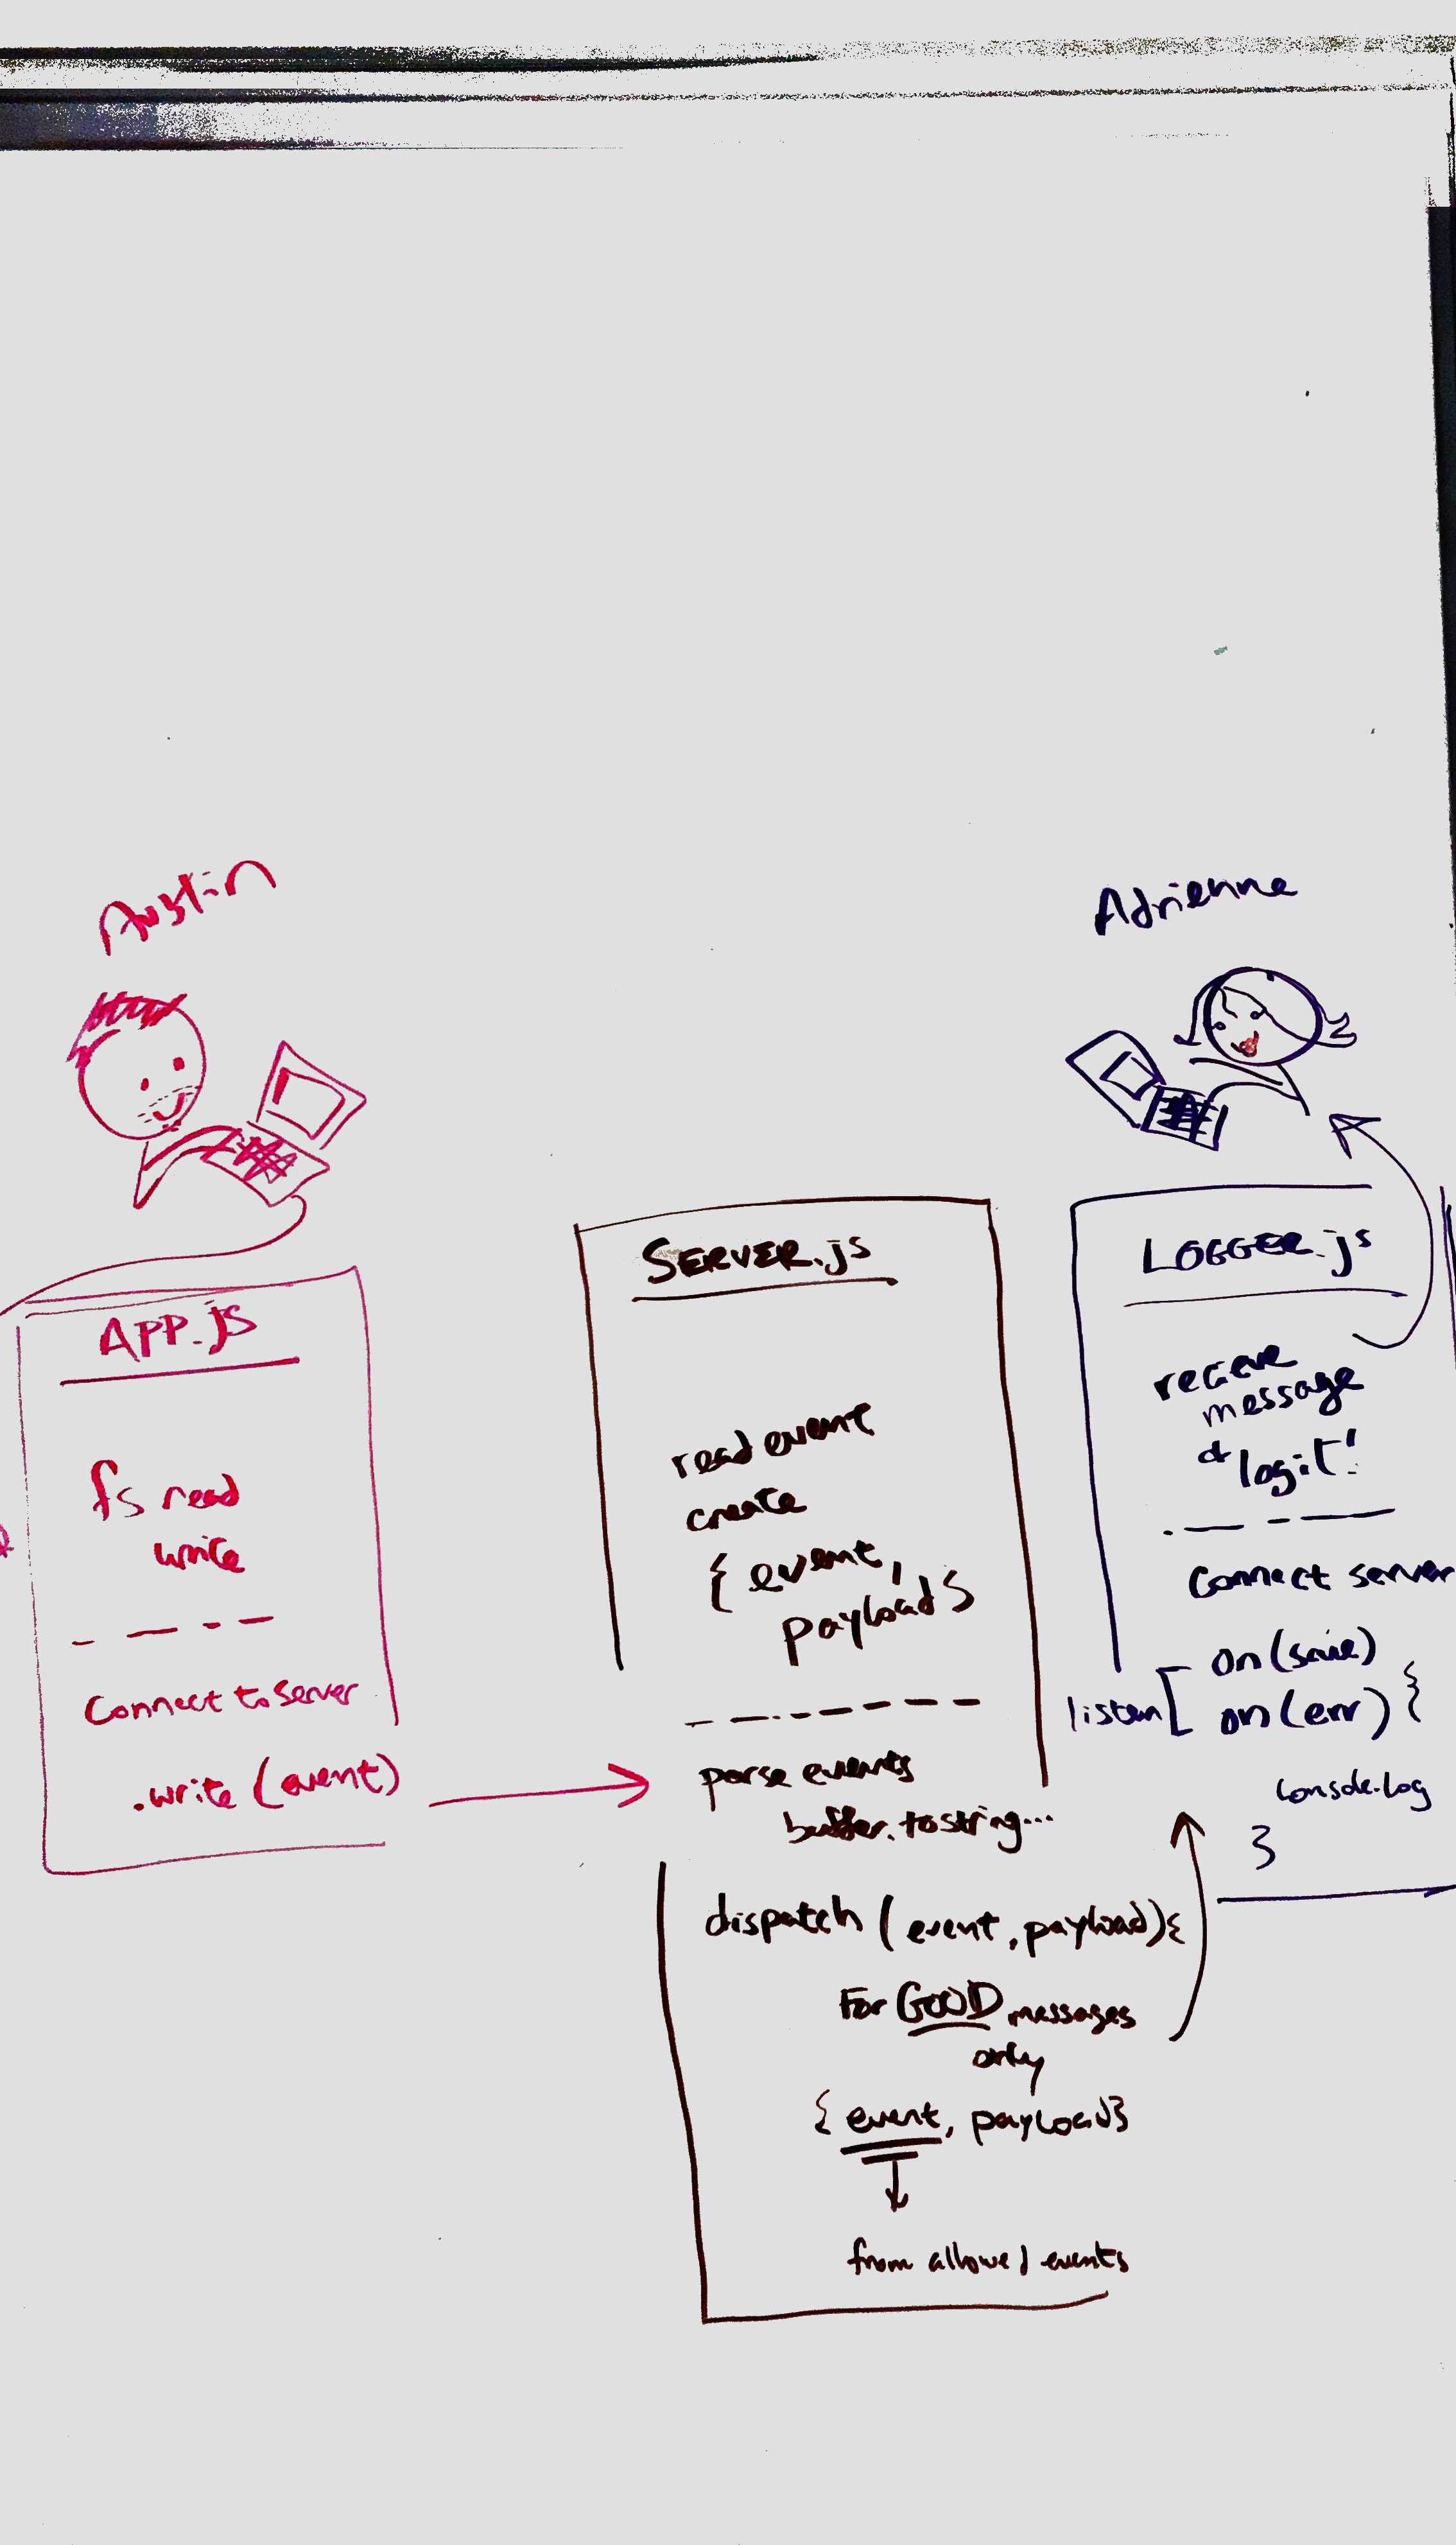 Austin
APP.js
fs read
write
Connect to server
.write (event)
SERVER.js
read event
create
{ event,
payload }
parse events
buffer.tostring...
dispatch (event, payload) {
For GOOD messages
only
{ event, payload }
from allowed events
Adrienne
LOGGER.js
receive
message
& log it!
Connect server
listen [ on (save)
on (err) {
console.log
}